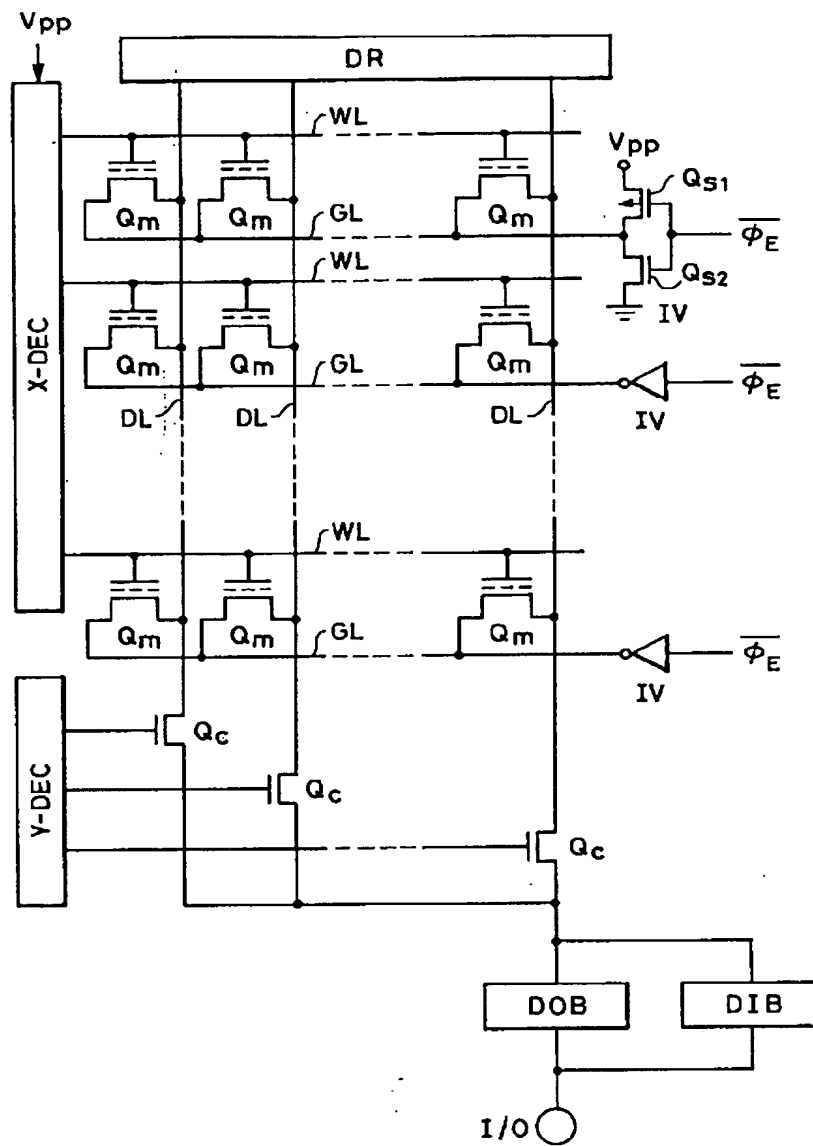 Vpp
DR
WL
Vpp
QS1
Qm Qm GL Qm φE
WL QS2
IV
X-DEC
Qm Qm GL Qm φE
DL DL DL IV
WL
Qm Qm GL Qm φE
IV
Qc
Y-DEC
Qc
Qc
DOB DIB
I/O